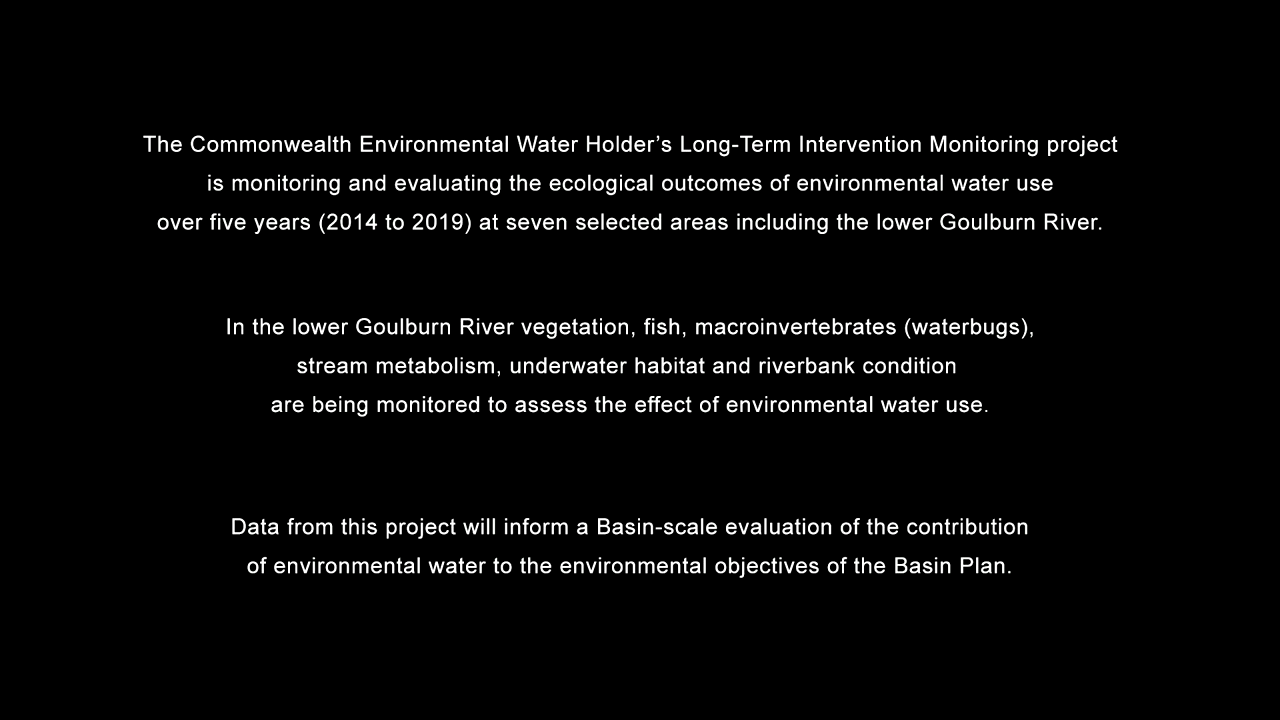 The Commonwealth Environmental Water Holder’s Long-Term Intervention Monitoring project
is monitoring and evaluating the ecological outcomes of environmental water use
over five years (2014 to 2019) at seven selected areas including the lower Goulburn River.
In the lower Goulburn River vegetation, fish, macroinvertebrates (waterbugs),
stream metabolism, underwater habitat and riverbank condition
are being monitored to assess the effect of environmental water use.
Data from this project will inform a Basin-scale evaluation of the contribution
of environmental water to the environmental objectives of the Basin Plan.